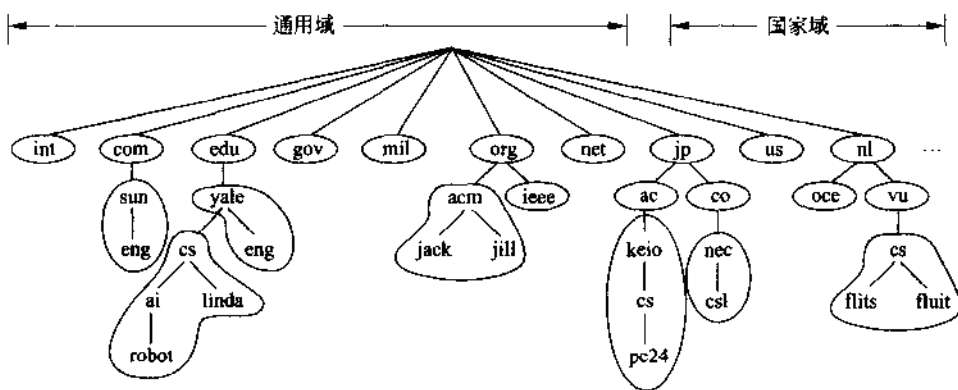 通用域 国家域
int com edu gov mil org net jp us nl ...
sun yale acm ieee ac co oce vu
eng cs eng jack jill keio nec cs
ai linda cs csl flits fluit
robot pc24